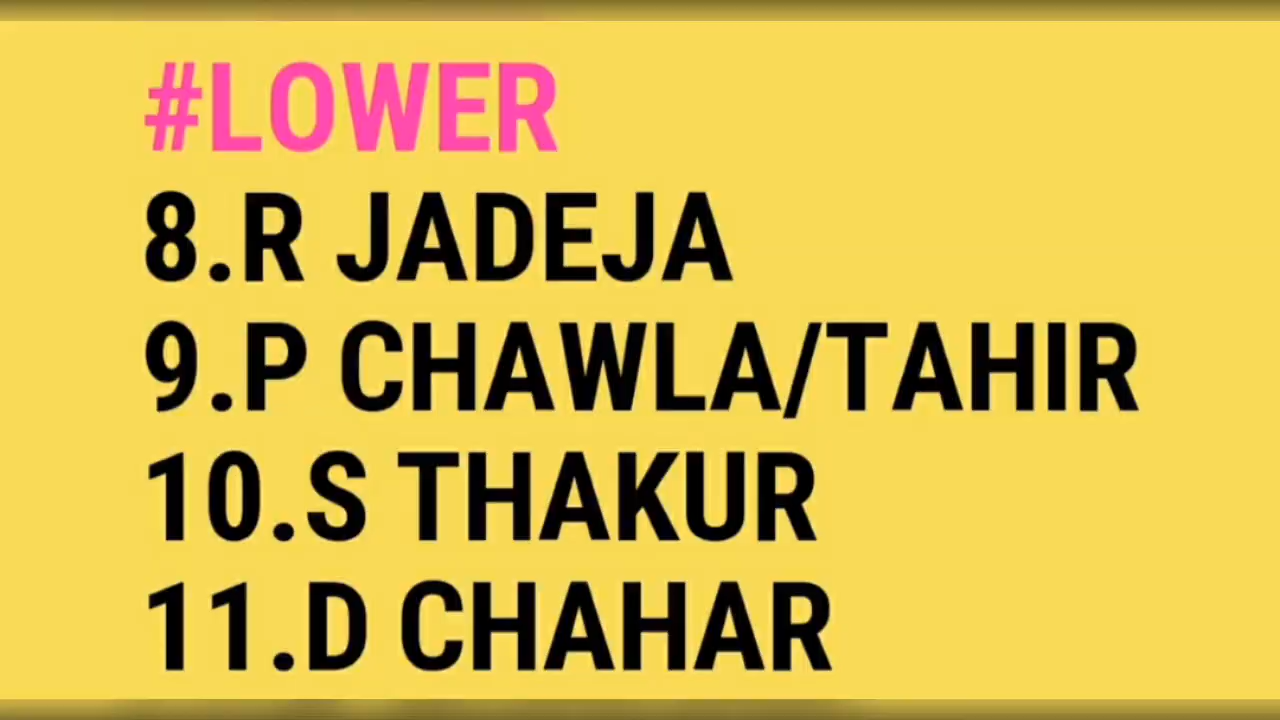 #LOWER
8.R JADEJA
9.P CHAWLA/TAHIR
10.S THAKUR
11.D CHAHAR